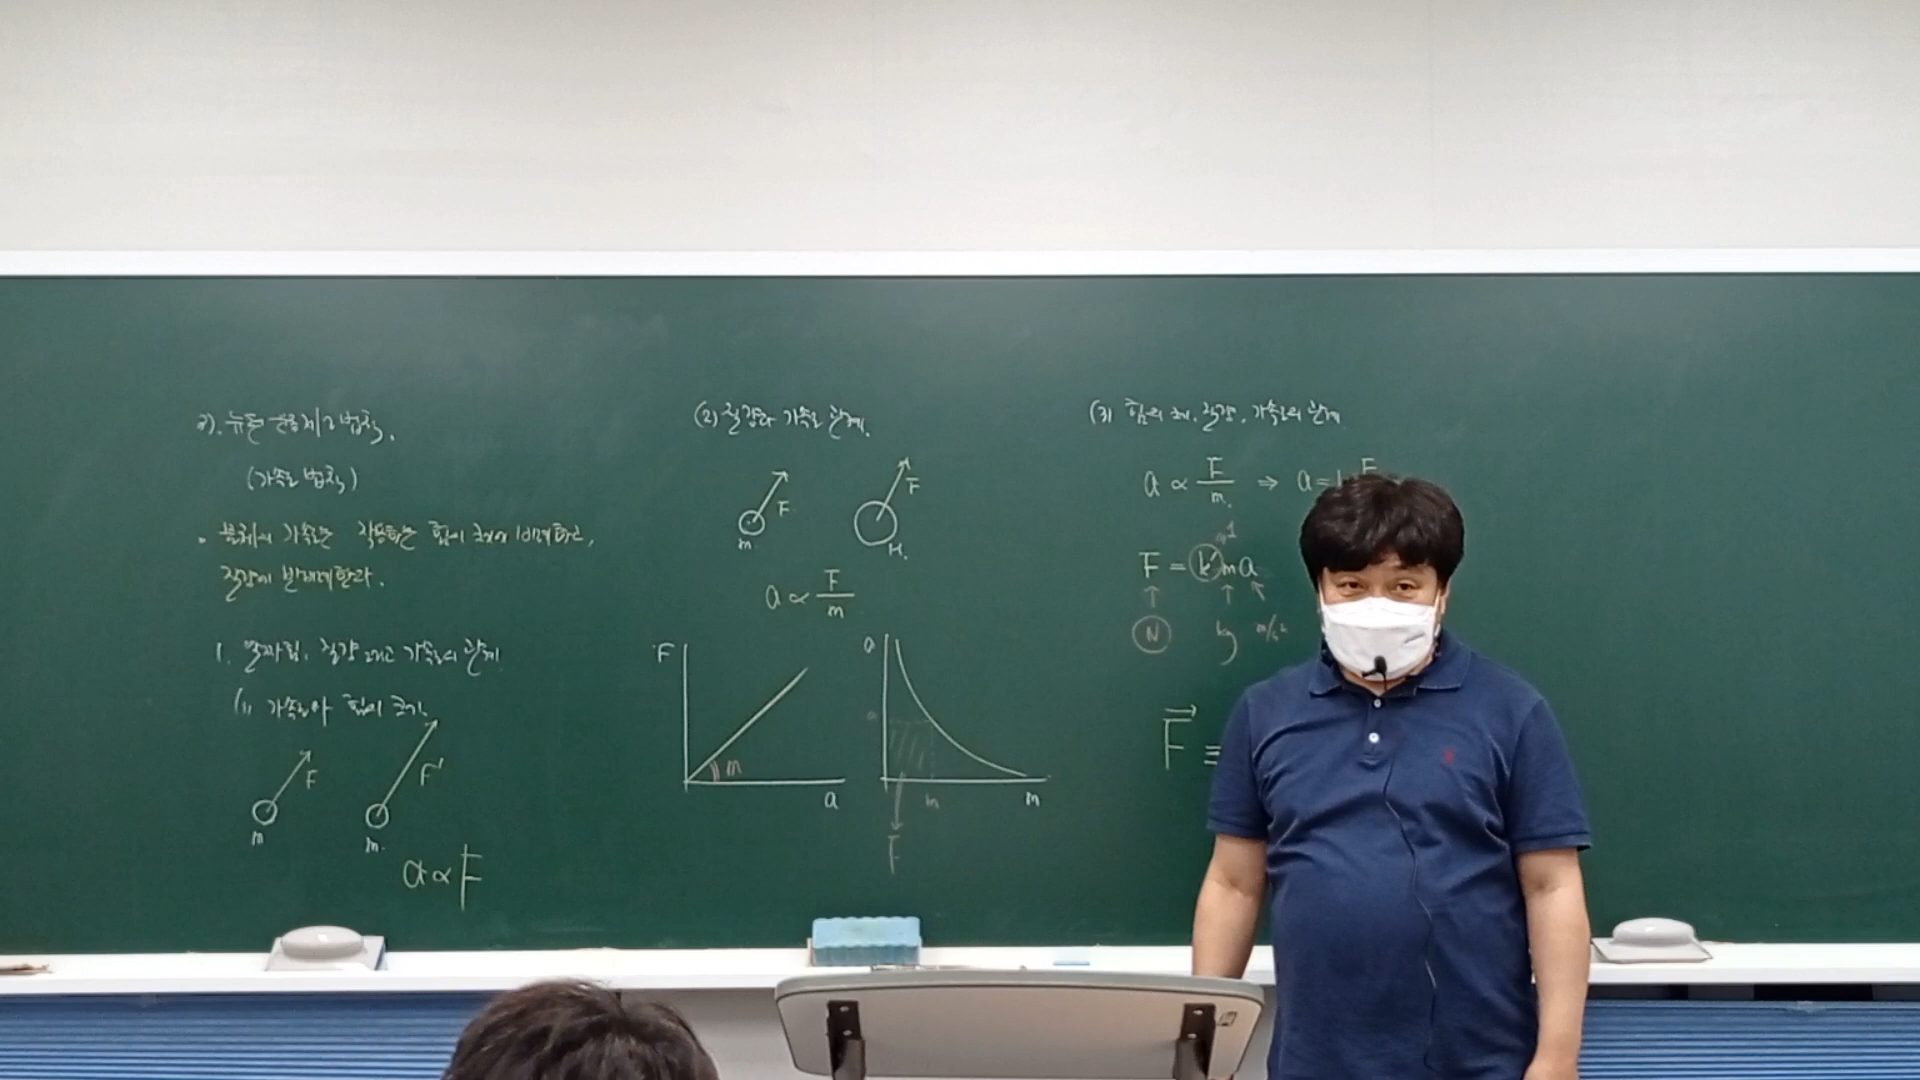 2). 뉴튼 운동 제2법칙.
(가속도 법칙)
· 물체의 가속도는 작용하는 힘의 크기에 비례하고,
질량에 반비례한다.
1. 알짜힘, 질량 그리고 가속도의 관계
(1) 가속도와 힘의 크기
F
m
F'
m
a ∝ F
(2) 질량과 가속도 관계.
F
m
F
M
a ∝ F/m
F
m
a
a
a
m
m
F
(3) 힘의 크기, 질량, 가속도의 관계
a ∝ F/m ⇒ a =
F = k'ma
N kg m/s²
F ≡